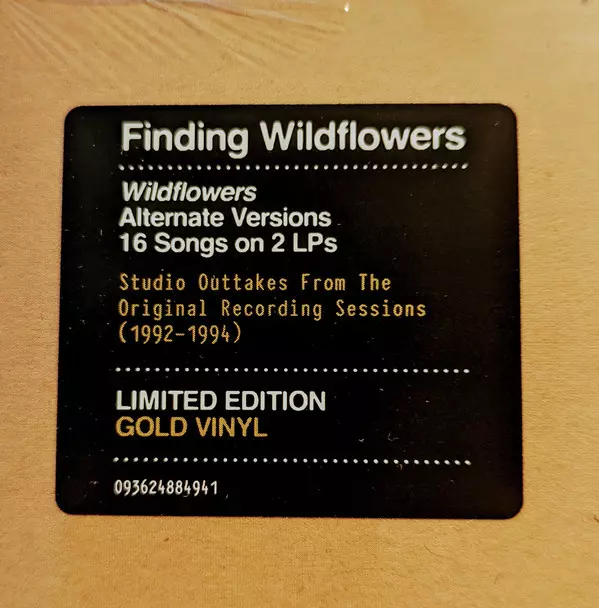 Finding Wildflowers
Wildflowers
Alternate Versions
16 Songs on 2 LPs
Studio Outtakes From The
Original Recording Sessions
(1992-1994)
LIMITED EDITION
GOLD VINYL
093624884941